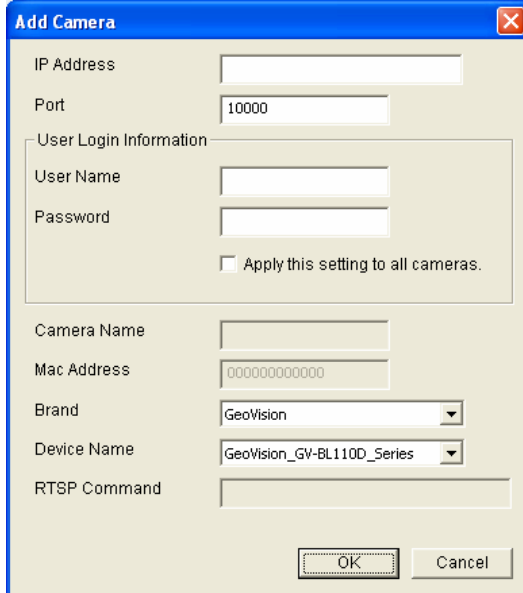 Add Camera
IP Address
Port 10000
User Login Information
User Name
Password
Apply this setting to all cameras.
Camera Name
Mac Address 000000000000
Brand GeoVision
Device Name GeoVision_GV-BL110D_Series
RTSP Command
OK Cancel